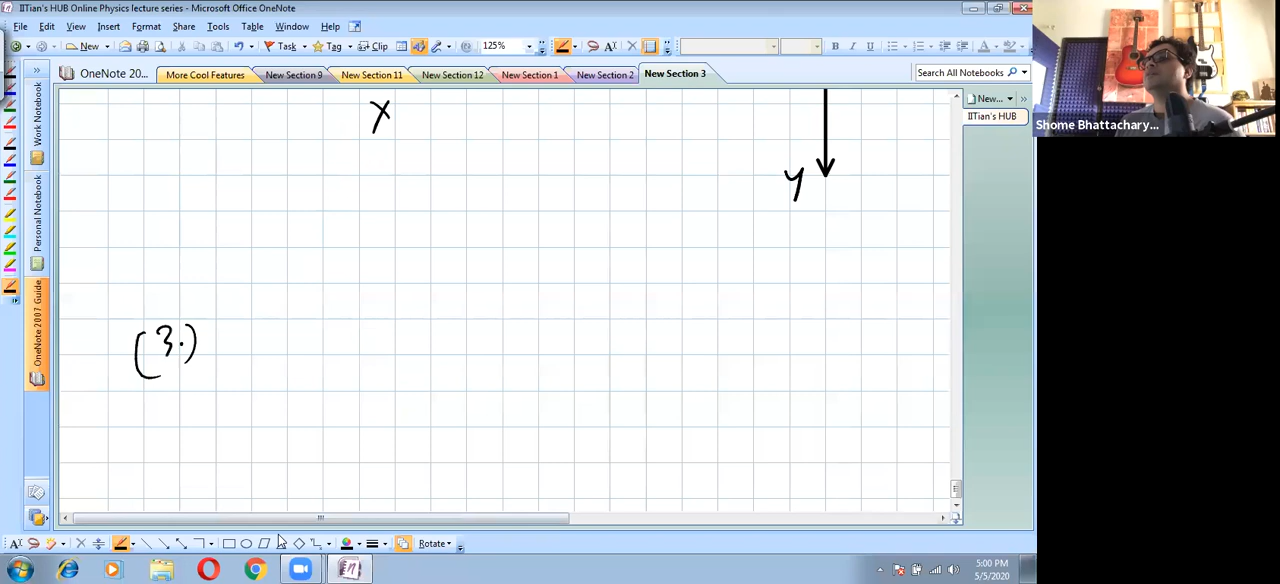 IITian's HUB Online Physics lecture series - Microsoft Office OneNote
File Edit View Insert Format Share Tools Table Window Help
New Task Tag Clip 125% B I U A
OneNote 20... More Cool Features New Section 9 New Section 11 New Section 12 New Section 1 New Section 2 New Section 3 Search All Notebooks
New...
IITian's HUB
Work Notebook
Personal Notebook
OneNote 2007 Guide
x
y
(3.)
Shome Bhattachary...
Rotate
5:00 PM
5/5/2020